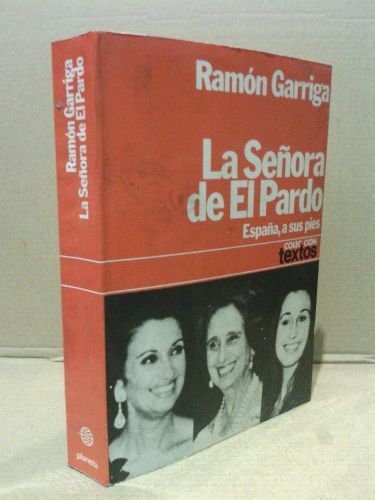 Ramón Garriga
La Señora
de El Pardo
España, a sus pies
COLECCIÓN
textos
Ramón Garriga
La Señora de El Pardo
planeta